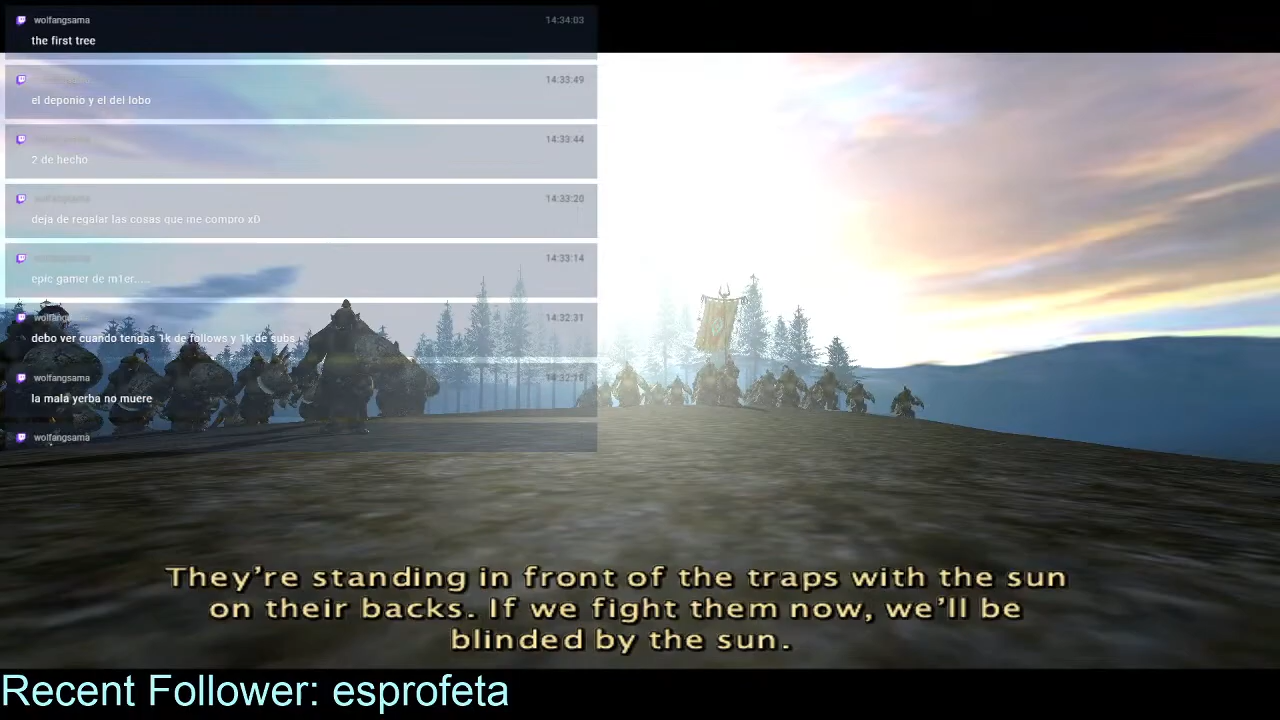 wolfangsama 14:34:03
the first tree
14:33:49
el deponio y el del lobo
14:33:44
2 de hecho
wolfangsama 14:33:20
deja de regalar las cosas que me compro xD
14:33:14
epic gamer de m1er.....
wolfangsama 14:32:31
debo ver cuando tengas 1k de follows y 1k de subs
wolfangsama
la mala yerba no muere
wolfangsama
They're standing in front of the traps with the sun
on their backs. If we fight them now, we'll be
blinded by the sun.
Recent Follower: esprofeta